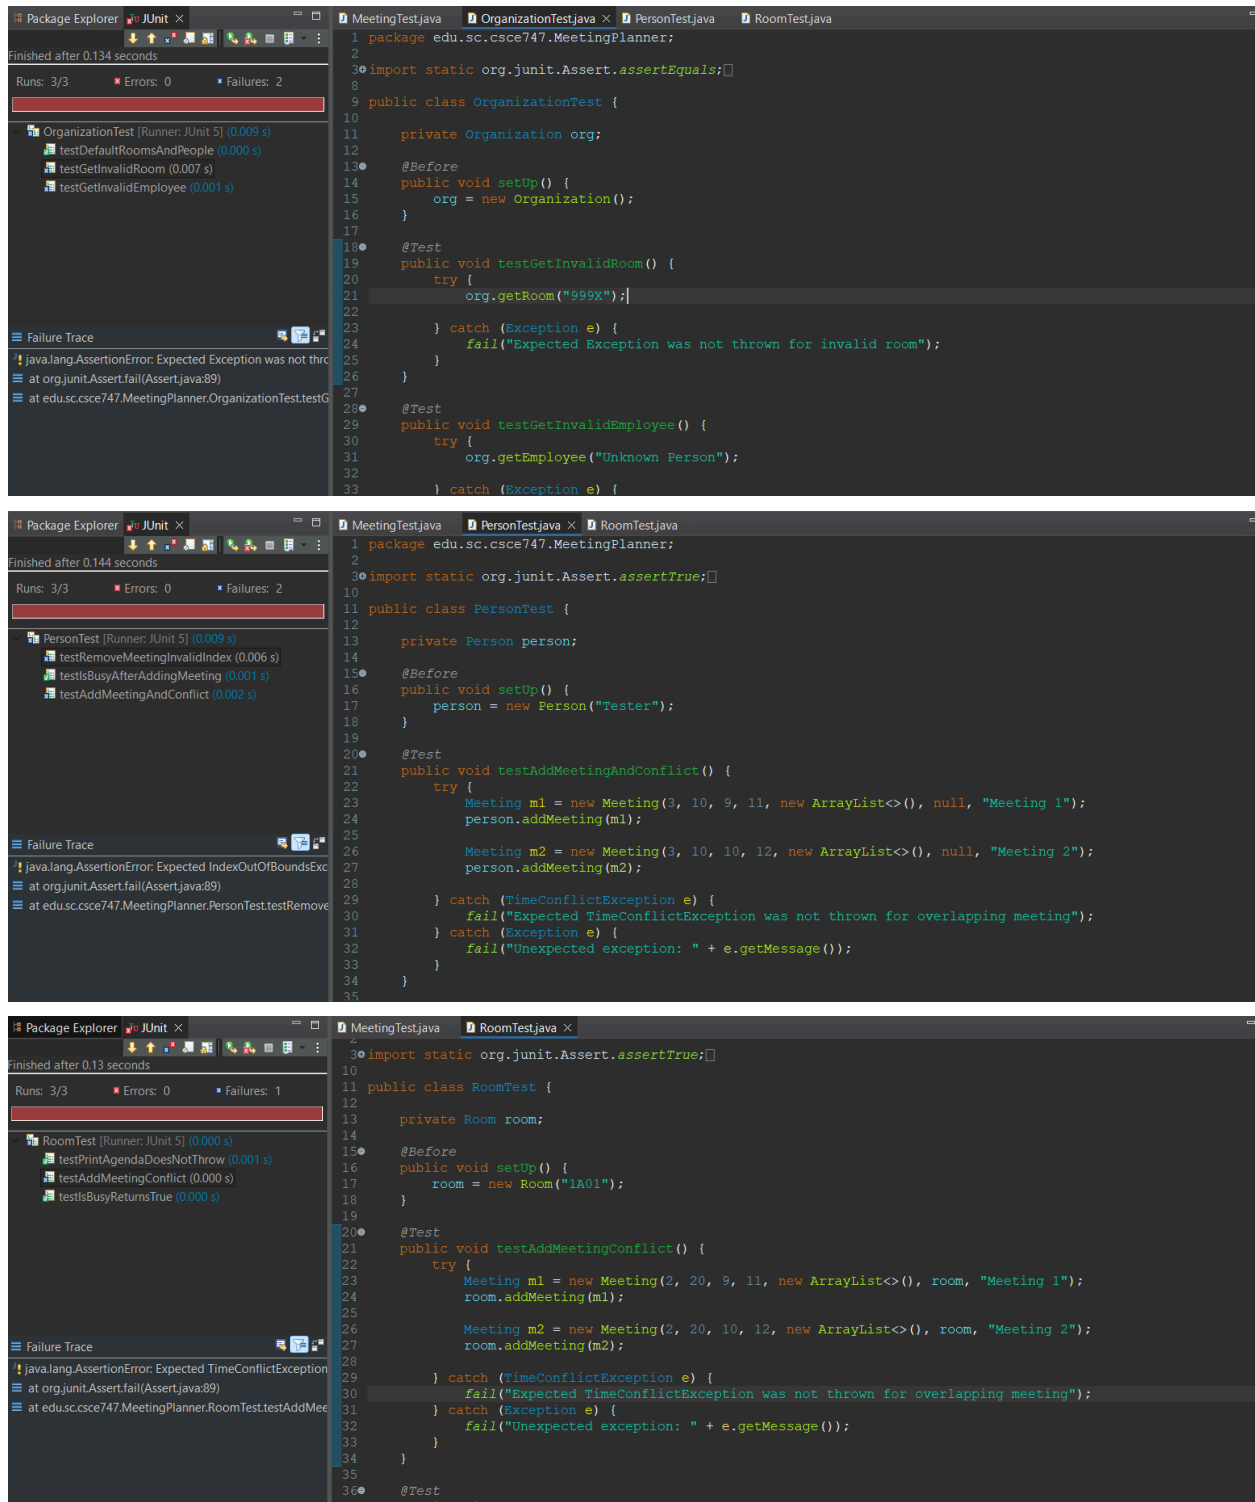 Package Explorer JUnit
Finished after 0.134 seconds
Runs: 3/3 Errors: 0 Failures: 2
OrganizationTest [Runner: JUnit 5] (0.009 s)
testDefaultRoomsAndPeople (0.000 s)
testGetInvalidRoom (0.007 s)
testGetInvalidEmployee (0.001 s)
Failure Trace
java.lang.AssertionError: Expected Exception was not thrc
at org.junit.Assert.fail(Assert.java:89)
at edu.sc.csce747.MeetingPlanner.OrganizationTest.testG
MeetingTest.java OrganizationTest.java PersonTest.java RoomTest.java
1 package edu.sc.csce747.MeetingPlanner;
2
3 import static org.junit.Assert.assertEquals;
8
9 public class OrganizationTest {
10
11 private Organization org;
12
13 @Before
14 public void setUp() {
15 org = new Organization();
16 }
17
18 @Test
19 public void testGetInvalidRoom() {
20 try {
21 org.getRoom("999X");
22
23 } catch (Exception e) {
24 fail("Expected Exception was not thrown for invalid room");
25 }
26 }
27
28 @Test
29 public void testGetInvalidEmployee() {
30 try {
31 org.getEmployee("Unknown Person");
32
33 } catch (Exception e) {
Package Explorer JUnit
Finished after 0.144 seconds
Runs: 3/3 Errors: 0 Failures: 2
PersonTest [Runner: JUnit 5] (0.009 s)
testRemoveMeetingInvalidIndex (0.006 s)
testIsBusyAfterAddingMeeting (0.001 s)
testAddMeetingAndConflict (0.002 s)
Failure Trace
java.lang.AssertionError: Expected IndexOutOfBoundsExc
at org.junit.Assert.fail(Assert.java:89)
at edu.sc.csce747.MeetingPlanner.PersonTest.testRemove
MeetingTest.java PersonTest.java RoomTest.java
1 package edu.sc.csce747.MeetingPlanner;
2
3 import static org.junit.Assert.assertTrue;
10
11 public class PersonTest {
12
13 private Person person;
14
15 @Before
16 public void setUp() {
17 person = new Person("Tester");
18 }
19
20 @Test
21 public void testAddMeetingAndConflict() {
22 try {
23 Meeting m1 = new Meeting(3, 10, 9, 11, new ArrayList<>(), null, "Meeting 1");
24 person.addMeeting(m1);
25
26 Meeting m2 = new Meeting(3, 10, 10, 12, new ArrayList<>(), null, "Meeting 2");
27 person.addMeeting(m2);
28
29 } catch (TimeConflictException e) {
30 fail("Expected TimeConflictException was not thrown for overlapping meeting");
31 } catch (Exception e) {
32 fail("Unexpected exception: " + e.getMessage());
33 }
34 }
35
Package Explorer JUnit
Finished after 0.13 seconds
Runs: 3/3 Errors: 0 Failures: 1
RoomTest [Runner: JUnit 5] (0.000 s)
testPrintAgendaDoesNotThrow (0.001 s)
testAddMeetingConflict (0.000 s)
testIsBusyReturnsTrue (0.000 s)
Failure Trace
java.lang.AssertionError: Expected TimeConflictException
at org.junit.Assert.fail(Assert.java:89)
at edu.sc.csce747.MeetingPlanner.RoomTest.testAddMee
MeetingTest.java RoomTest.java
2
3 import static org.junit.Assert.assertTrue;
10
11 public class RoomTest {
12
13 private Room room;
14
15 @Before
16 public void setUp() {
17 room = new Room("1A01");
18 }
19
20 @Test
21 public void testAddMeetingConflict() {
22 try {
23 Meeting m1 = new Meeting(2, 20, 9, 11, new ArrayList<>(), room, "Meeting 1");
24 room.addMeeting(m1);
25
26 Meeting m2 = new Meeting(2, 20, 10, 12, new ArrayList<>(), room, "Meeting 2");
27 room.addMeeting(m2);
28
29 } catch (TimeConflictException e) {
30 fail("Expected TimeConflictException was not thrown for overlapping meeting");
31 } catch (Exception e) {
32 fail("Unexpected exception: " + e.getMessage());
33 }
34 }
35
36 @Test